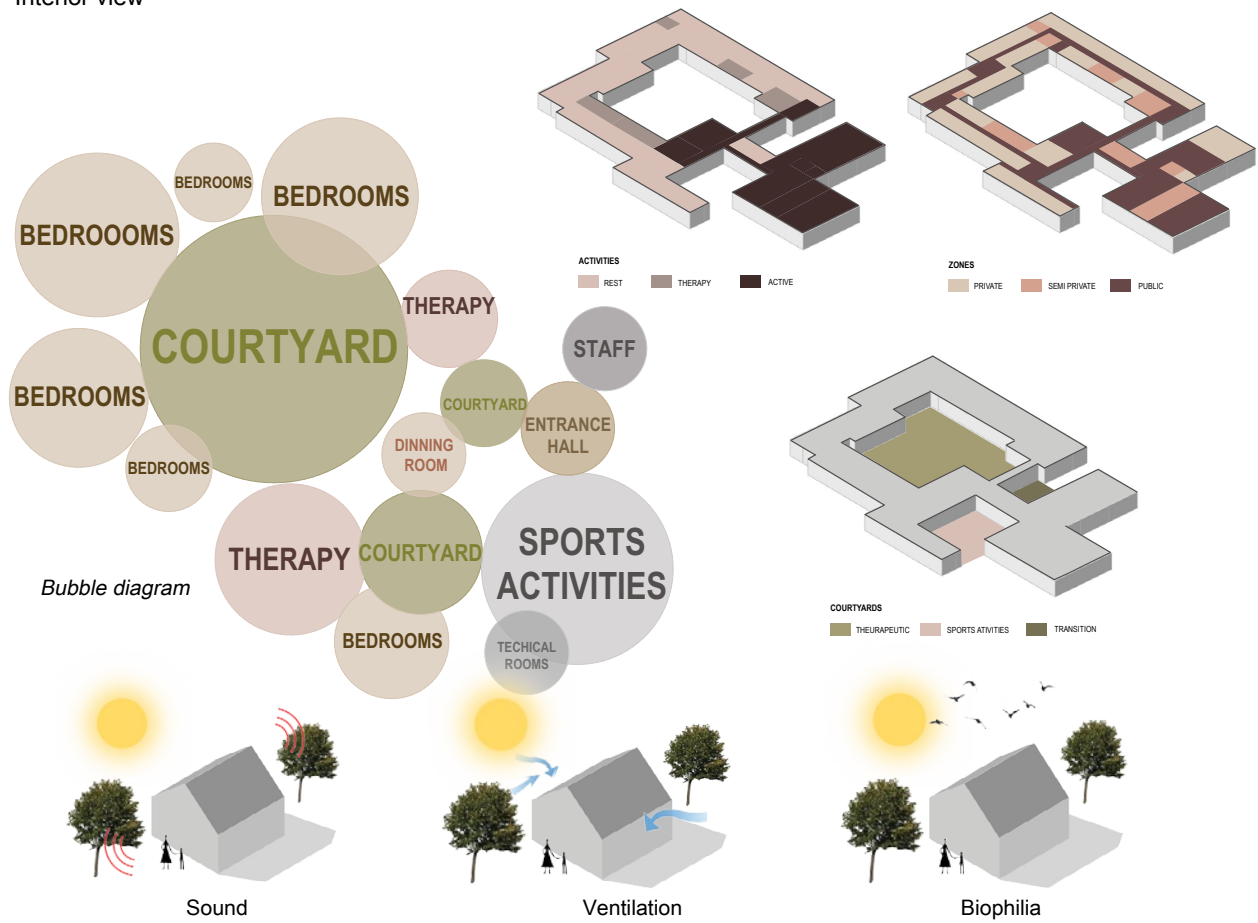 Interior view
BEDROOMS
BEDROOMS
BEDROOOMS
COURTYARD
THERAPY
STAFF
BEDROOMS
COURTYARD
ENTRANCE
HALL
DINNING
ROOM
BEDROOMS
THERAPY
COURTYARD
SPORTS
ACTIVITIES
Bubble diagram
BEDROOMS
TECHICAL
ROOMS
ACTIVITIES
REST
THERAPY
ACTIVE
ZONES
PRIVATE
SEMI PRIVATE
PUBLIC
COURTYARDS
THEURAPEUTIC
SPORTS ATIVITIES
TRANSITION
Sound
Ventilation
Biophilia